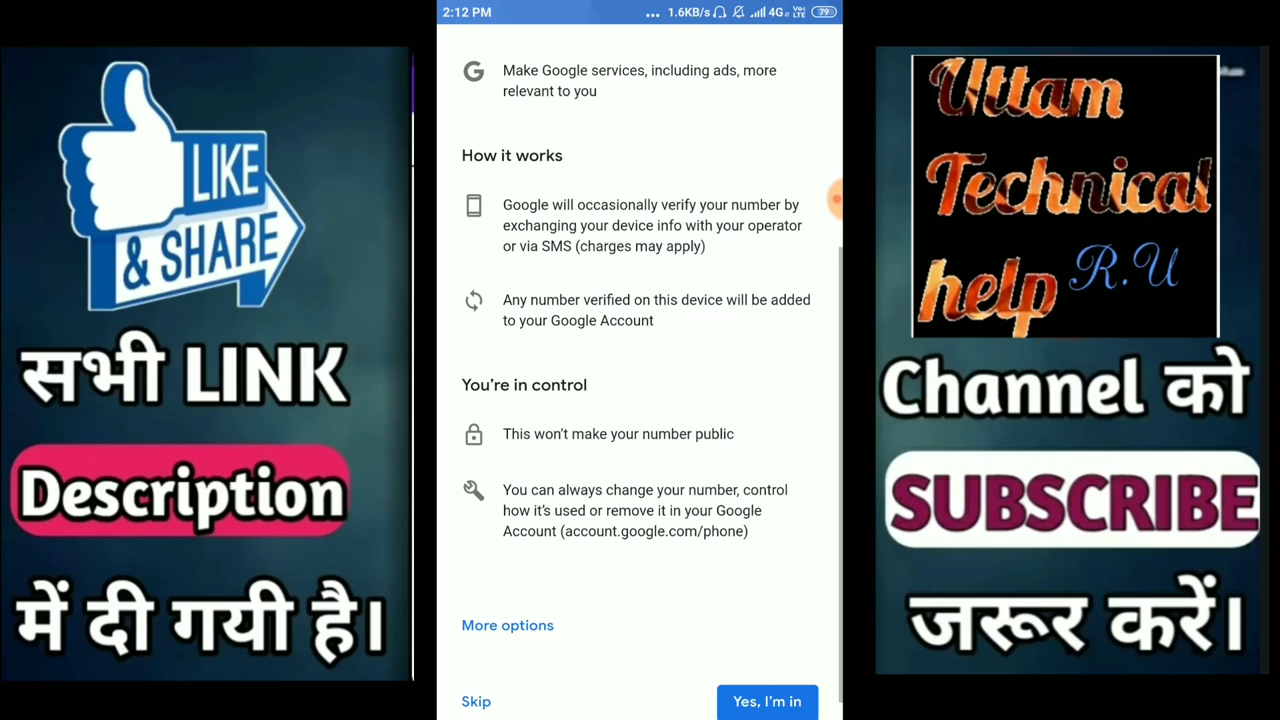 LIKE
& SHARE
सभी LINK
Description
में दी गयी है।
2:12 PM
... 1.6KB/s 4G Vo LTE 79
G Make Google services, including ads, more
relevant to you
How it works
Google will occasionally verify your number by
exchanging your device info with your operator
or via SMS (charges may apply)
Any number verified on this device will be added
to your Google Account
You’re in control
This won’t make your number public
You can always change your number, control
how it’s used or remove it in your Google
Account (account.google.com/phone)
More options
Skip
Yes, I’m in
Uttam
Technical
help R.U
Channel को
SUBSCRIBE
जरूर करें।